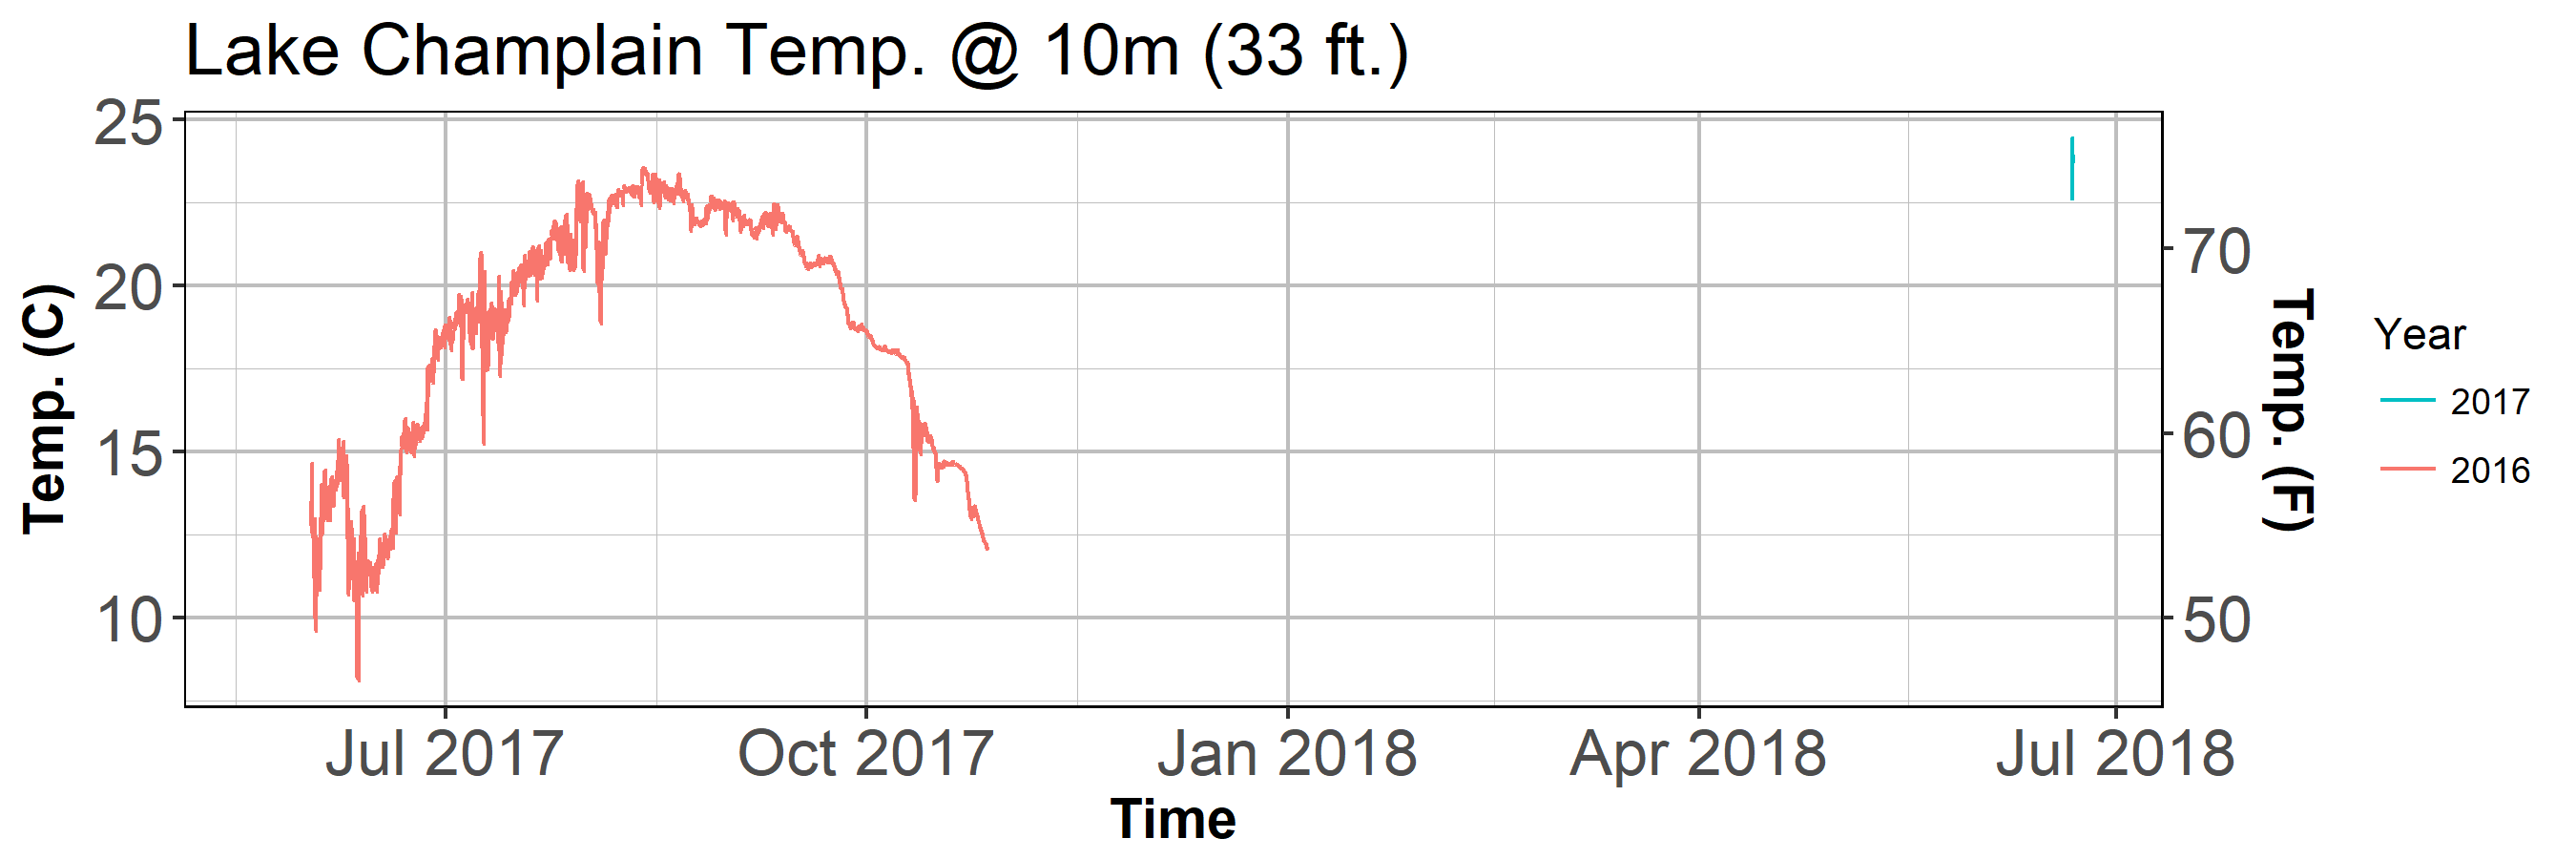 Lake Champlain Temp. @ 10m (33 ft.)
Temp. (C)
25
20
15
10
70
60
50
Temp. (F)
Year
2017
2016
Jul 2017
Oct 2017
Jan 2018
Apr 2018
Jul 2018
Time